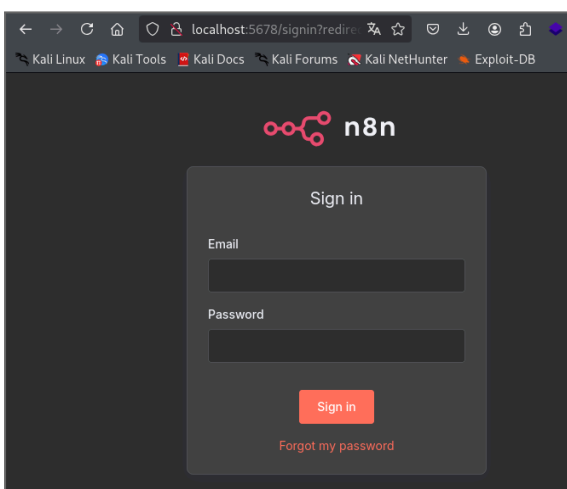 localhost:5678/signin?redire
Kali Linux Kali Tools Kali Docs Kali Forums Kali NetHunter Exploit-DB
n8n
Sign in
Email
Password
Sign in
Forgot my password